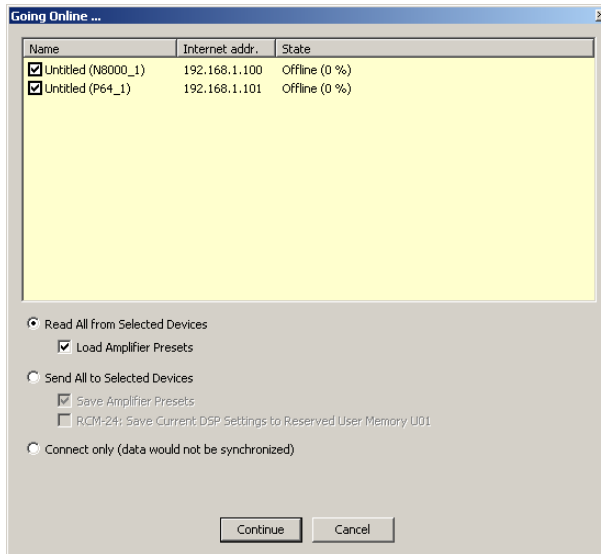 Going Online ...
Name Internet addr. State
Untitled (N8000_1) 192.168.1.100 Offline (0 %)
Untitled (P64_1) 192.168.1.101 Offline (0 %)
Read All from Selected Devices
Load Amplifier Presets
Send All to Selected Devices
Save Amplifier Presets
RCM-24: Save Current DSP Settings to Reserved User Memory U01
Connect only (data would not be synchronized)
Continue Cancel